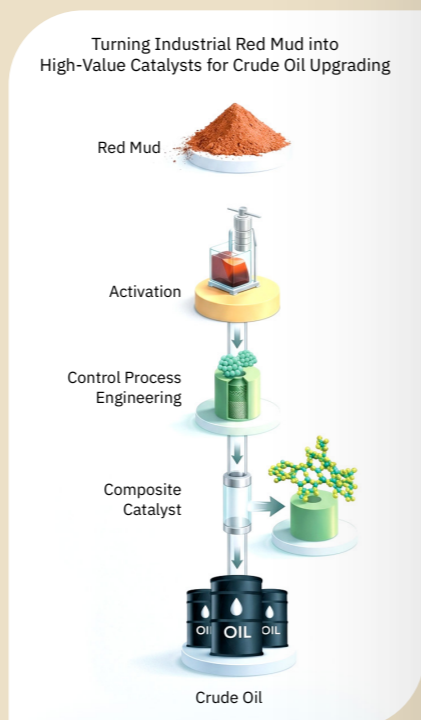 Turning Industrial Red Mud into
High-Value Catalysts for Crude Oil Upgrading
Red Mud
Activation
Control Process
Engineering
Composite
Catalyst
OIL
OIL
OIL
Crude Oil